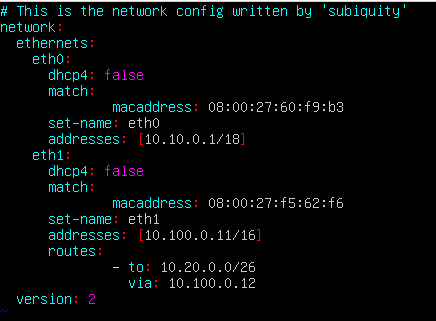 # This is the network config written by 'subiquity'
network:
  ethernets:
    eth0:
      dhcp4: false
      match:
              macaddress: 08:00:27:60:f9:b3
      set-name: eth0
      addresses: [10.10.0.1/18]
    eth1:
      dhcp4: false
      match:
              macaddress: 08:00:27:f5:62:f6
      set-name: eth1
      addresses: [10.100.0.11/16]
      routes:
              - to: 10.20.0.0/26
                via: 10.100.0.12
  version: 2
~